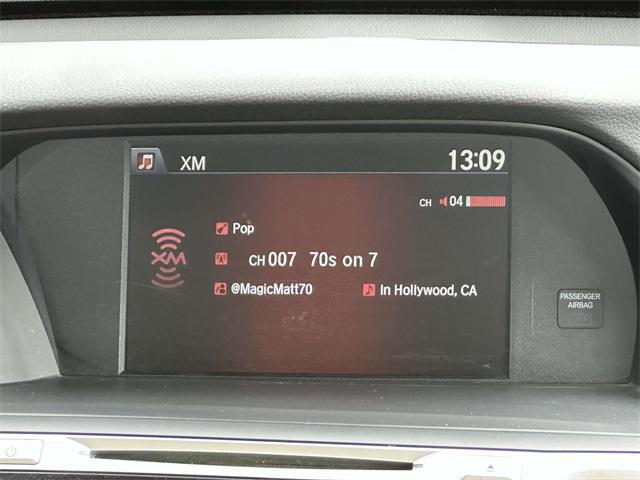 XM 13:09
CH 04
Pop
XM
CH 007 70s on 7
@MagicMatt70 In Hollywood, CA
PASSENGER
AIRBAG